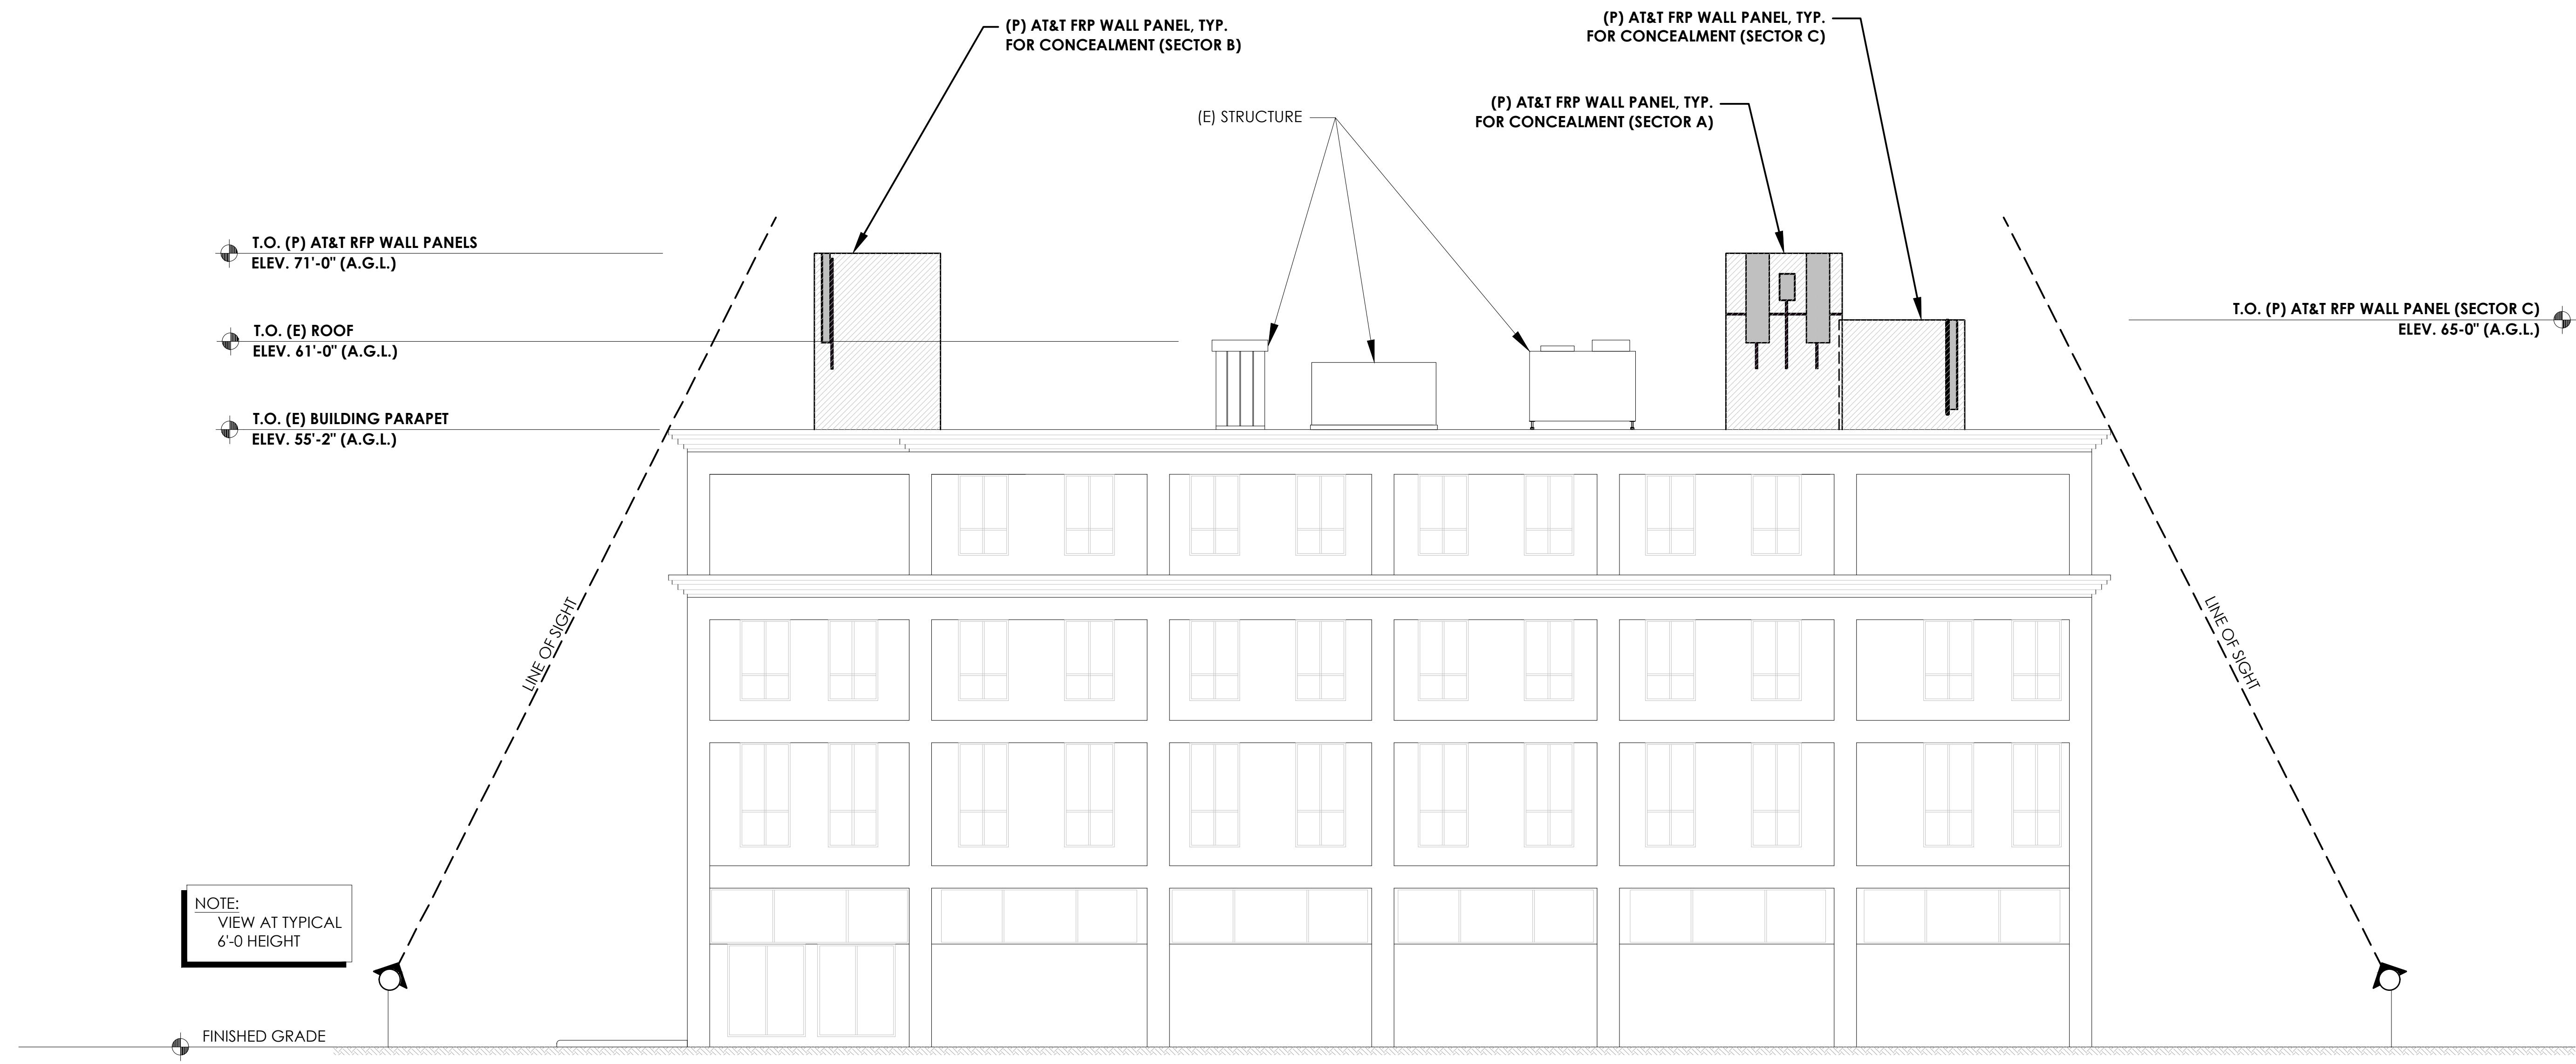 (P) AT&T FRP WALL PANEL, TYP.
FOR CONCEALMENT (SECTOR B)
(P) AT&T FRP WALL PANEL, TYP.
FOR CONCEALMENT (SECTOR C)
(E) STRUCTURE
(P) AT&T FRP WALL PANEL, TYP.
FOR CONCEALMENT (SECTOR A)
T.O. (P) AT&T RFP WALL PANELS
ELEV. 71'-0" (A.G.L.)
T.O. (E) ROOF
ELEV. 61'-0" (A.G.L.)
T.O. (E) BUILDING PARAPET
ELEV. 55'-2" (A.G.L.)
T.O. (P) AT&T RFP WALL PANEL (SECTOR C)
ELEV. 65-0" (A.G.L.)
LINE OF SIGHT
LINE OF SIGHT
NOTE:
VIEW AT TYPICAL
6'-0 HEIGHT
FINISHED GRADE